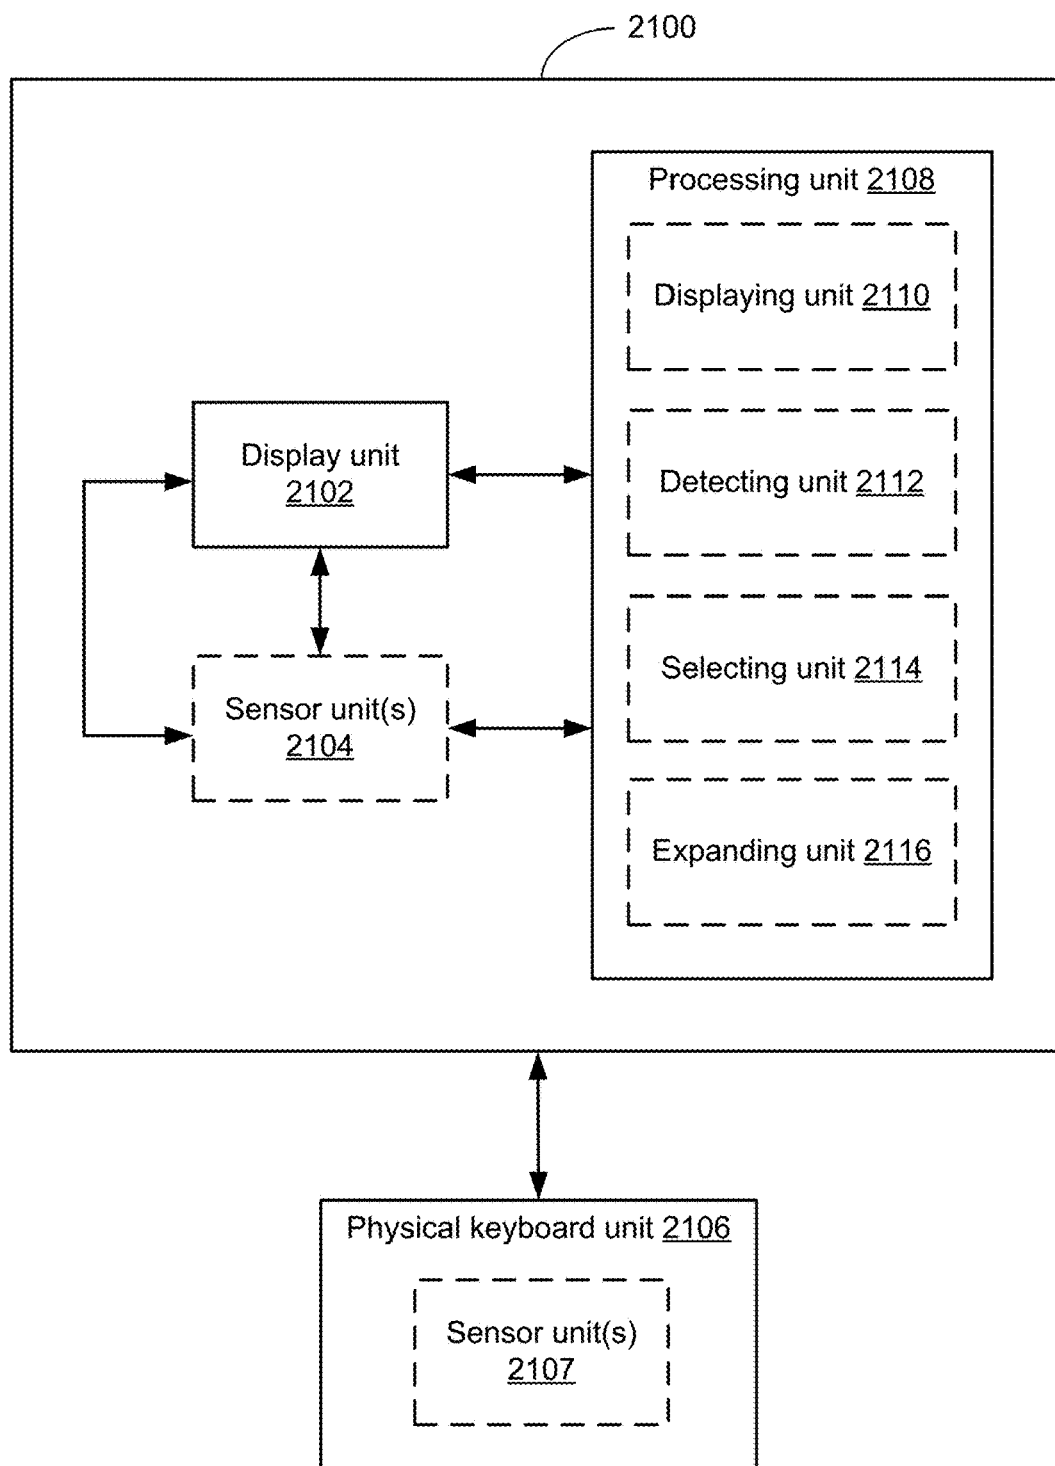 2100
Processing unit 2108
Displaying unit 2110
Display unit
2102
Detecting unit 2112
Selecting unit 2114
Sensor unit(s)
2104
Expanding unit 2116
Physical keyboard unit 2106
Sensor unit(s)
2107